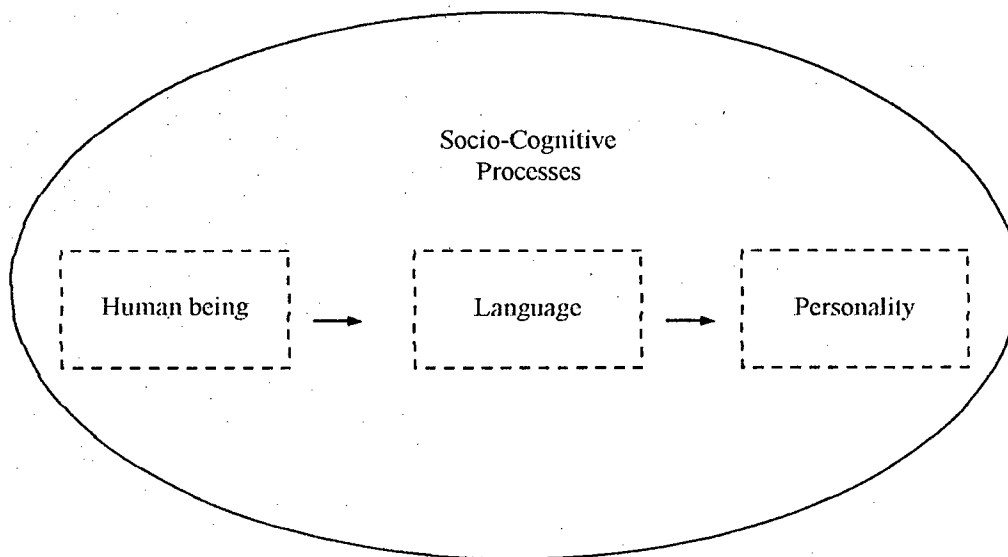 Socio-Cognitive
Processes
Human being
Language
Personality